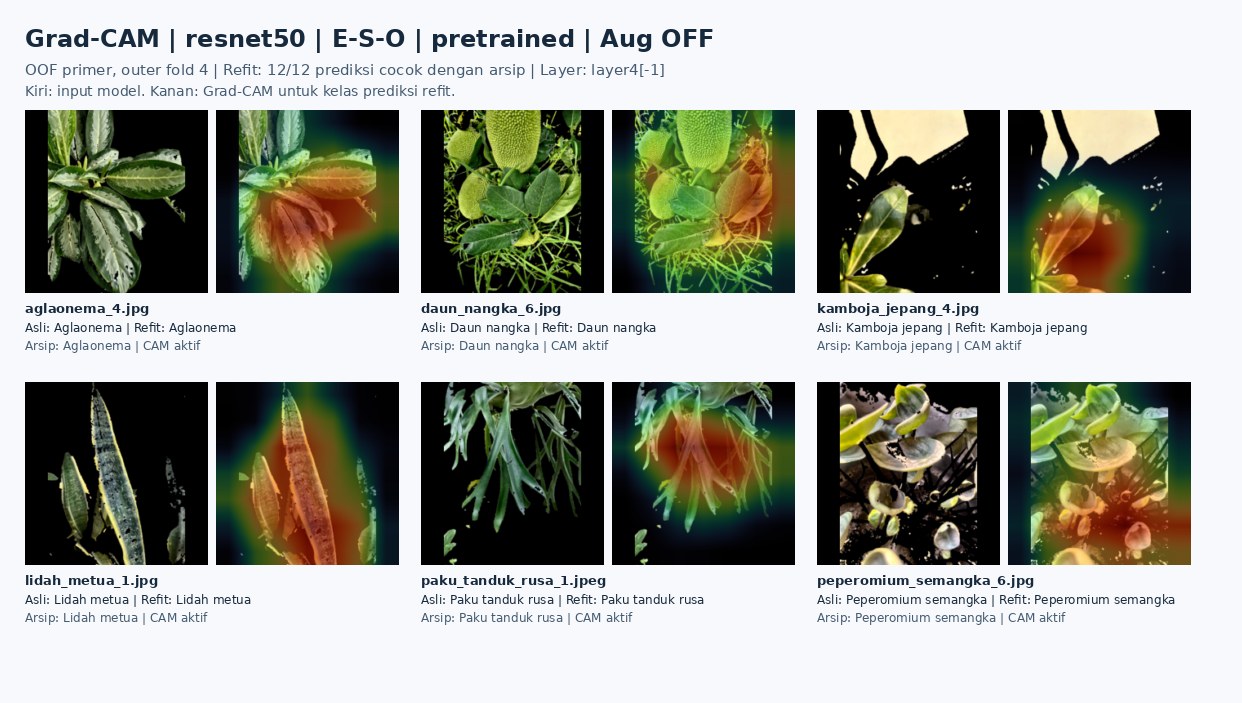 Grad-CAM | resnet50 | E-S-O | pretrained | Aug OFF
OOF primer, outer fold 4 | Refit: 12/12 prediksi cocok dengan arsip | Layer: layer4[-1]
Kiri: input model. Kanan: Grad-CAM untuk kelas prediksi refit.
aglaonema_4.jpg
Asli: Aglaonema | Refit: Aglaonema
Arsip: Aglaonema | CAM aktif
daun_nangka_6.jpg
Asli: Daun nangka | Refit: Daun nangka
Arsip: Daun nangka | CAM aktif
kamboja_jepang_4.jpg
Asli: Kamboja jepang | Refit: Kamboja jepang
Arsip: Kamboja jepang | CAM aktif
lidah_metua_1.jpg
Asli: Lidah metua | Refit: Lidah metua
Arsip: Lidah metua | CAM aktif
paku_tanduk_rusa_1.jpeg
Asli: Paku tanduk rusa | Refit: Paku tanduk rusa
Arsip: Paku tanduk rusa | CAM aktif
peperomium_semangka_6.jpg
Asli: Peperomium semangka | Refit: Peperomium semangka
Arsip: Peperomium semangka | CAM aktif